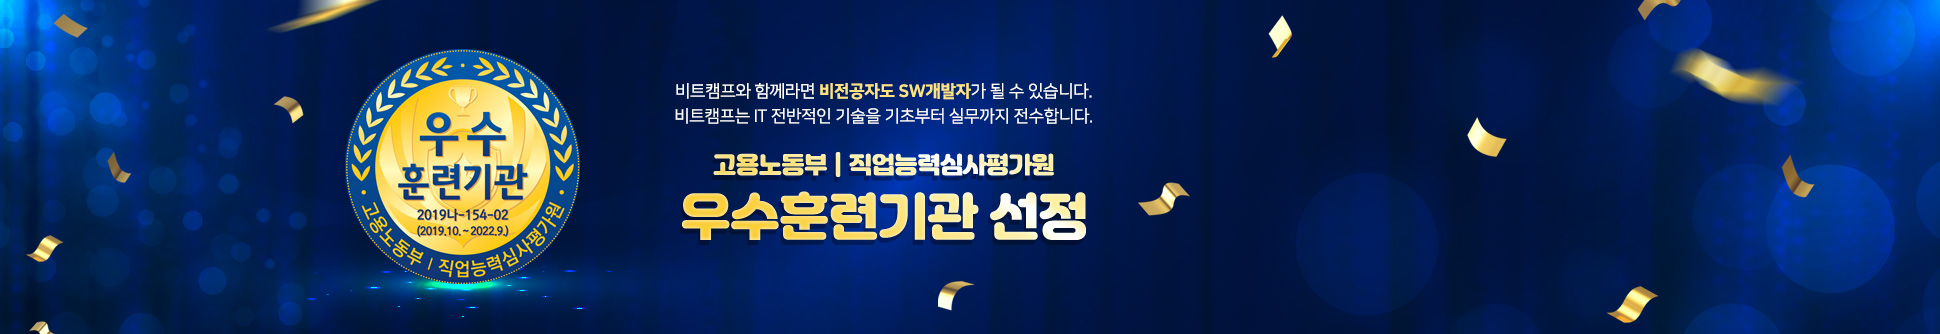 우수
훈련기관
2019나-154-02
(2019.10. ~ 2022.9.)
고용노동부 | 직업능력심사평가원
비트캠프와 함께라면 비전공자도 SW개발자가 될 수 있습니다.
비트캠프는 IT 전반적인 기술을 기초부터 실무까지 전수합니다.
고용노동부 | 직업능력심사평가원
우수훈련기관 선정